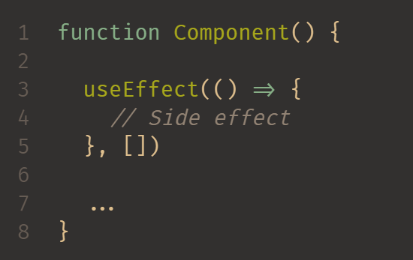 1 function Component() {
2
3   useEffect(() => {
4     // Side effect
5   }, [])
6
7   ...
8 }